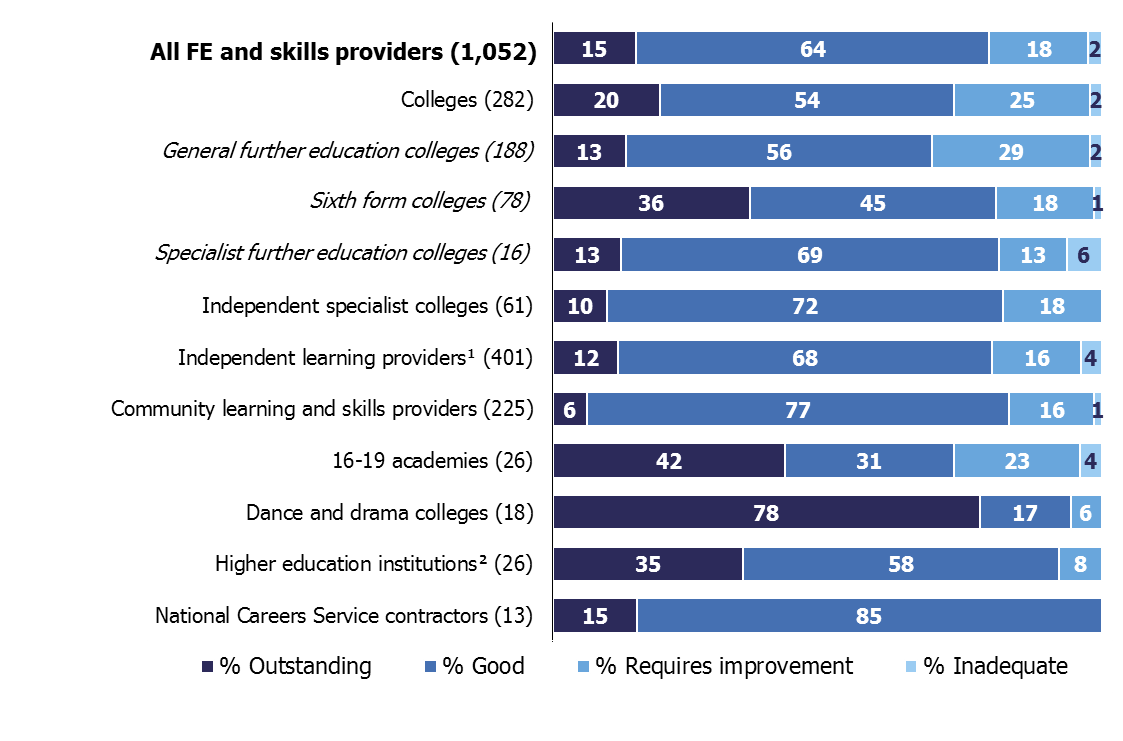 All FE and skills providers (1,052) 15 64 18 2
Colleges (282) 20 54 25 2
General further education colleges (188) 13 56 29 2
Sixth form colleges (78) 36 45 18 1
Specialist further education colleges (16) 13 69 13 6
Independent specialist colleges (61) 10 72 18
Independent learning providers¹ (401) 12 68 16 4
Community learning and skills providers (225) 6 77 16 1
16-19 academies (26) 42 31 23 4
Dance and drama colleges (18) 78 17 6
Higher education institutions² (26) 35 58 8
National Careers Service contractors (13) 15 85
% Outstanding % Good % Requires improvement % Inadequate